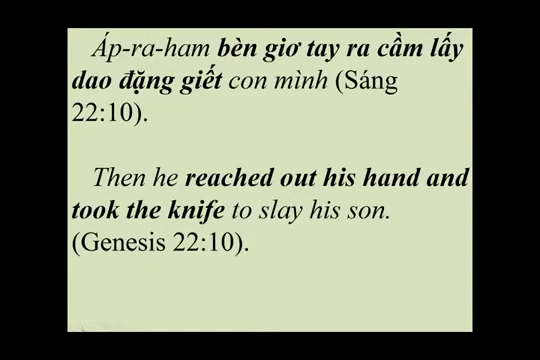 Áp-ra-ham bèn giơ tay ra cầm lấy
dao đặng giết con mình (Sáng
22:10).
Then he reached out his hand and
took the knife to slay his son.
(Genesis 22:10).